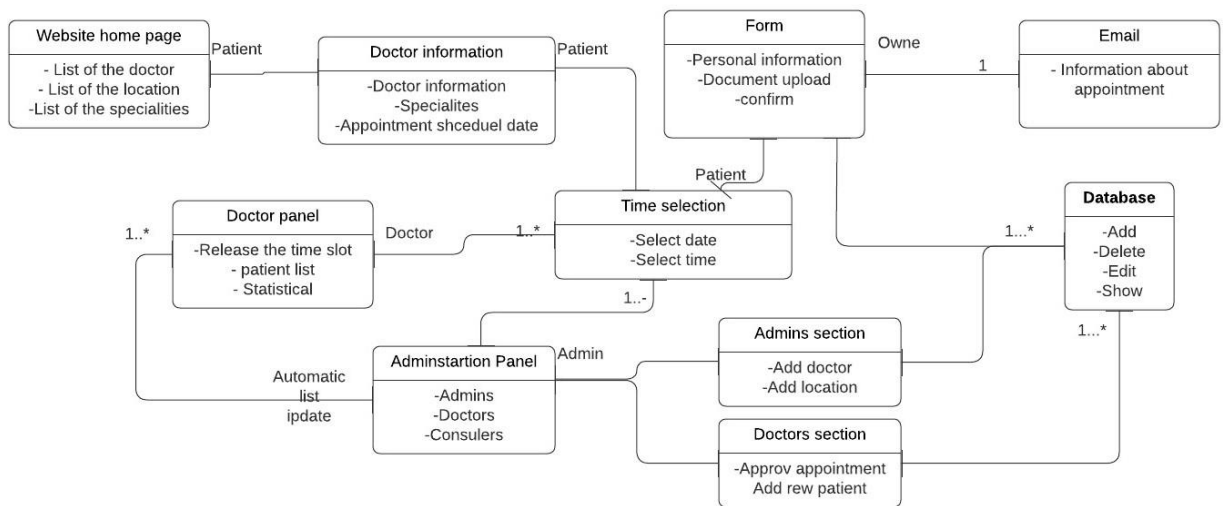 Website home page
- List of the doctor
- List of the location
-List of the specialities
Patient
Doctor information
-Doctor information
-Specialites
-Appointment shceduel date
Patient
Form
-Personal information
-Document upload
-confirm
Owne
1
Email
- Information about
appointment
Patient
Doctor panel
-Release the time slot
- patient list
- Statistical
1..*
Doctor
1..*
Time selection
-Select date
-Select time
1...*
Database
-Add
-Delete
-Edit
-Show
1..-
1...*
Adminstartion Panel
-Admins
-Doctors
-Consulers
Automatic
list
ipdate
Admin
Admins section
-Add doctor
-Add location
Doctors section
-Approv appointment
Add rew patient